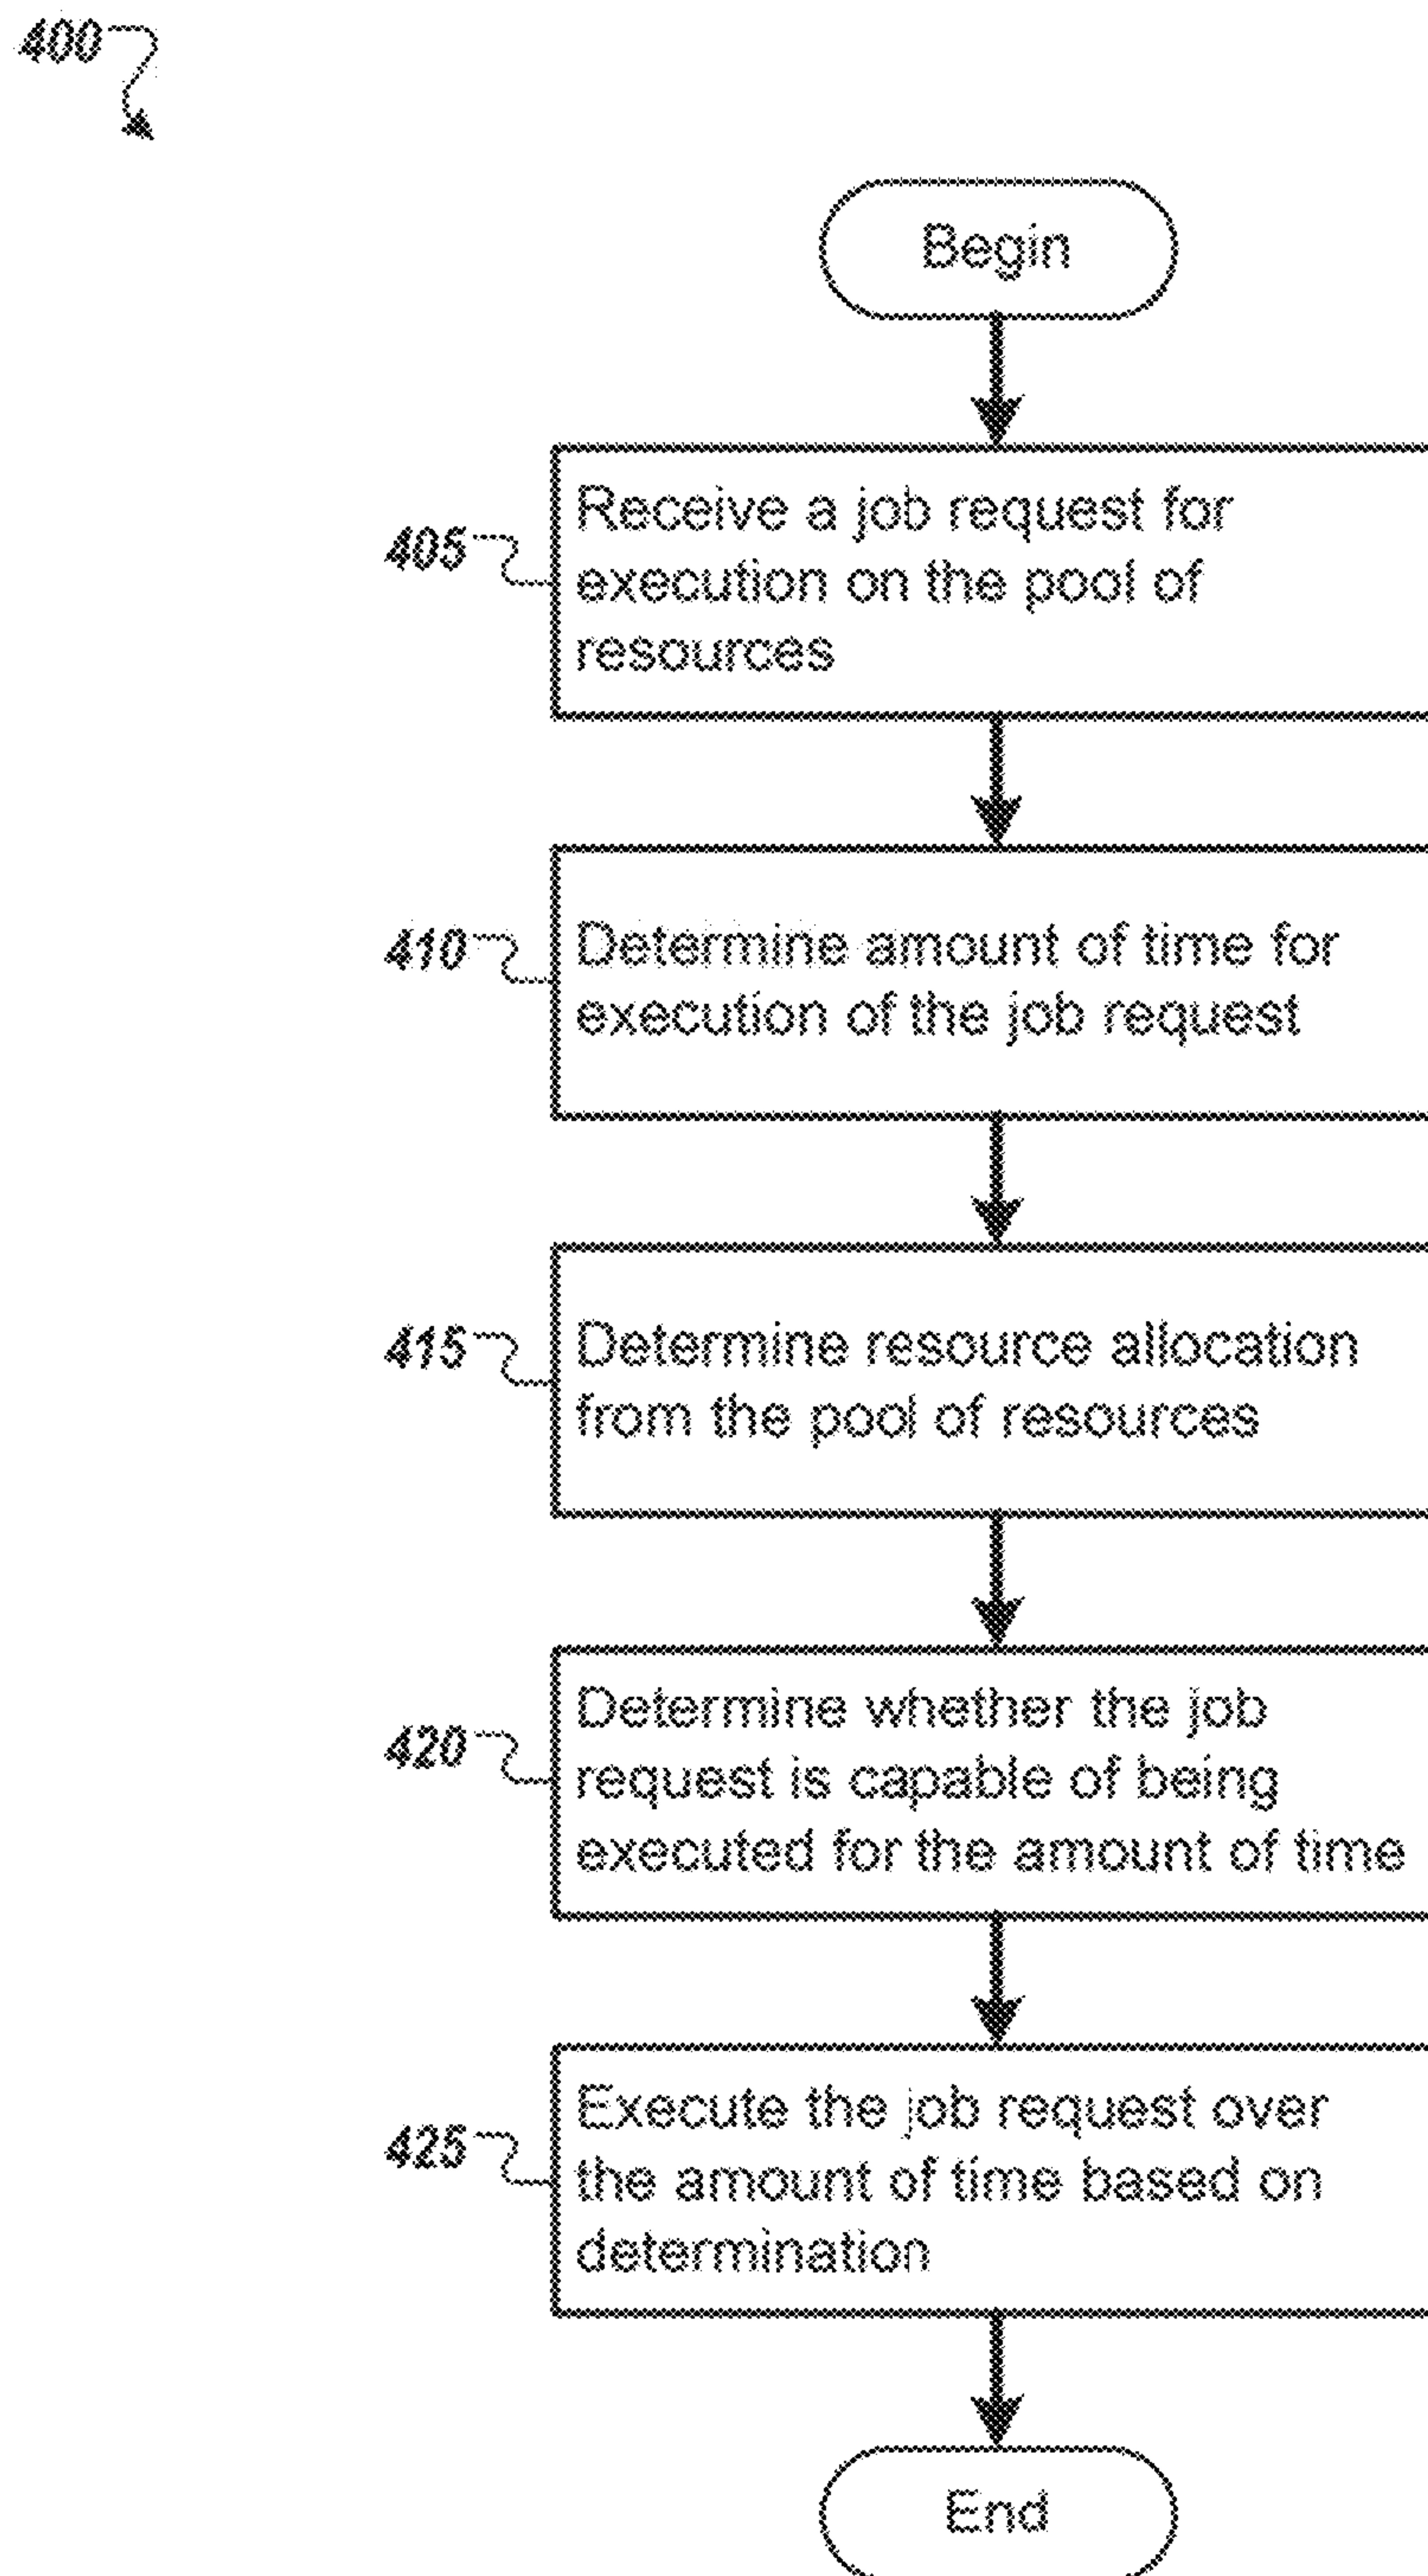 400
Begin
405
Receive a job request for
execution on the pool of
resources
410
Determine amount of time for
execution of the job request
415
Determine resource allocation
from the pool of resources
420
Determine whether the job
request is capable of being
executed for the amount of time
425
Execute the job request over
the amount of time based on
determination
End